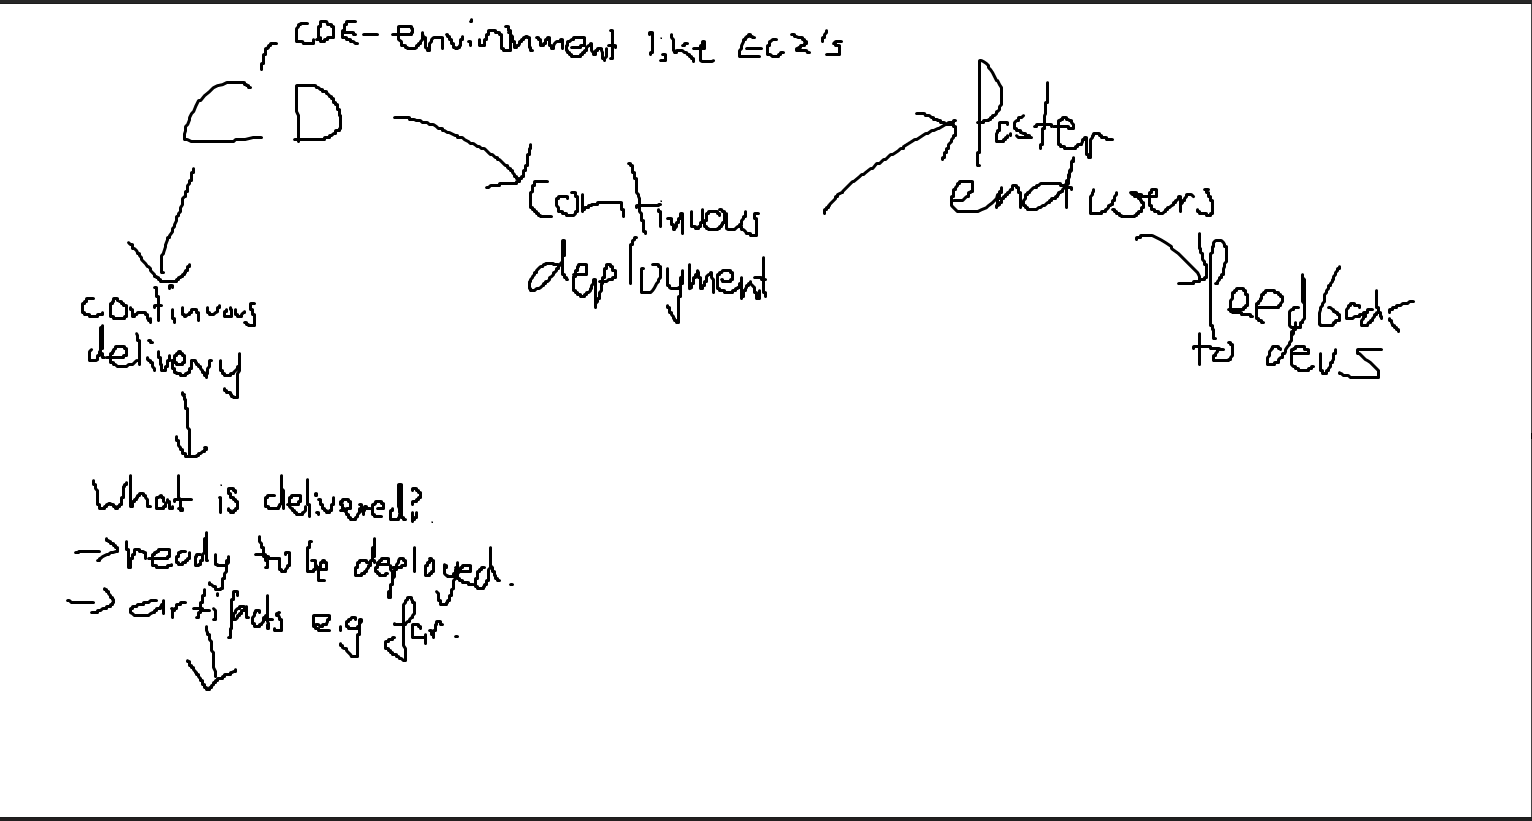 CDE - envirnment like EC2's
CD
continuous
deployment
Faster
end users
feedback
to devs
continuous
delivery
What is delivered?
→ ready to be deployed.
→ artifacts e.g jar.